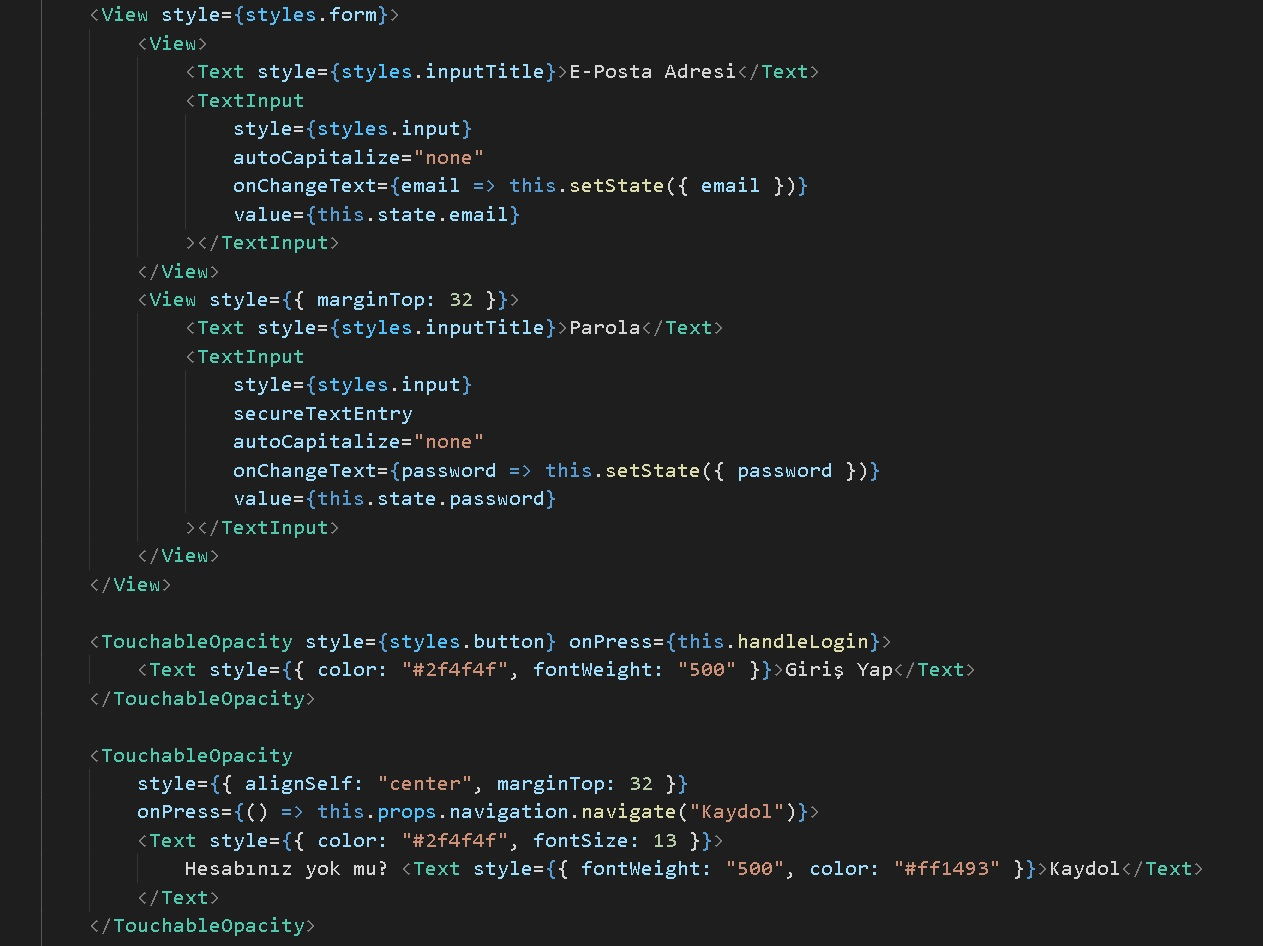 <View style={styles.form}>
<View>
<Text style={styles.inputTitle}>E-Posta Adresi</Text>
<TextInput
style={styles.input}
autoCapitalize="none"
onChangeText={email => this.setState({ email })}
value={this.state.email}
></TextInput>
</View>
<View style={{ marginTop: 32 }}>
<Text style={styles.inputTitle}>Parola</Text>
<TextInput
style={styles.input}
secureTextEntry
autoCapitalize="none"
onChangeText={password => this.setState({ password })}
value={this.state.password}
></TextInput>
</View>
</View>
<TouchableOpacity style={styles.button} onPress={this.handleLogin}>
<Text style={{ color: "#2f4f4f", fontWeight: "500" }}>Giriş Yap</Text>
</TouchableOpacity>
<TouchableOpacity
style={{ alignSelf: "center", marginTop: 32 }}
onPress={() => this.props.navigation.navigate("Kaydol")}>
<Text style={{ color: "#2f4f4f", fontSize: 13 }}>
Hesabınız yok mu? <Text style={{ fontWeight: "500", color: "#ff1493" }}>Kaydol</Text>
</Text>
</TouchableOpacity>